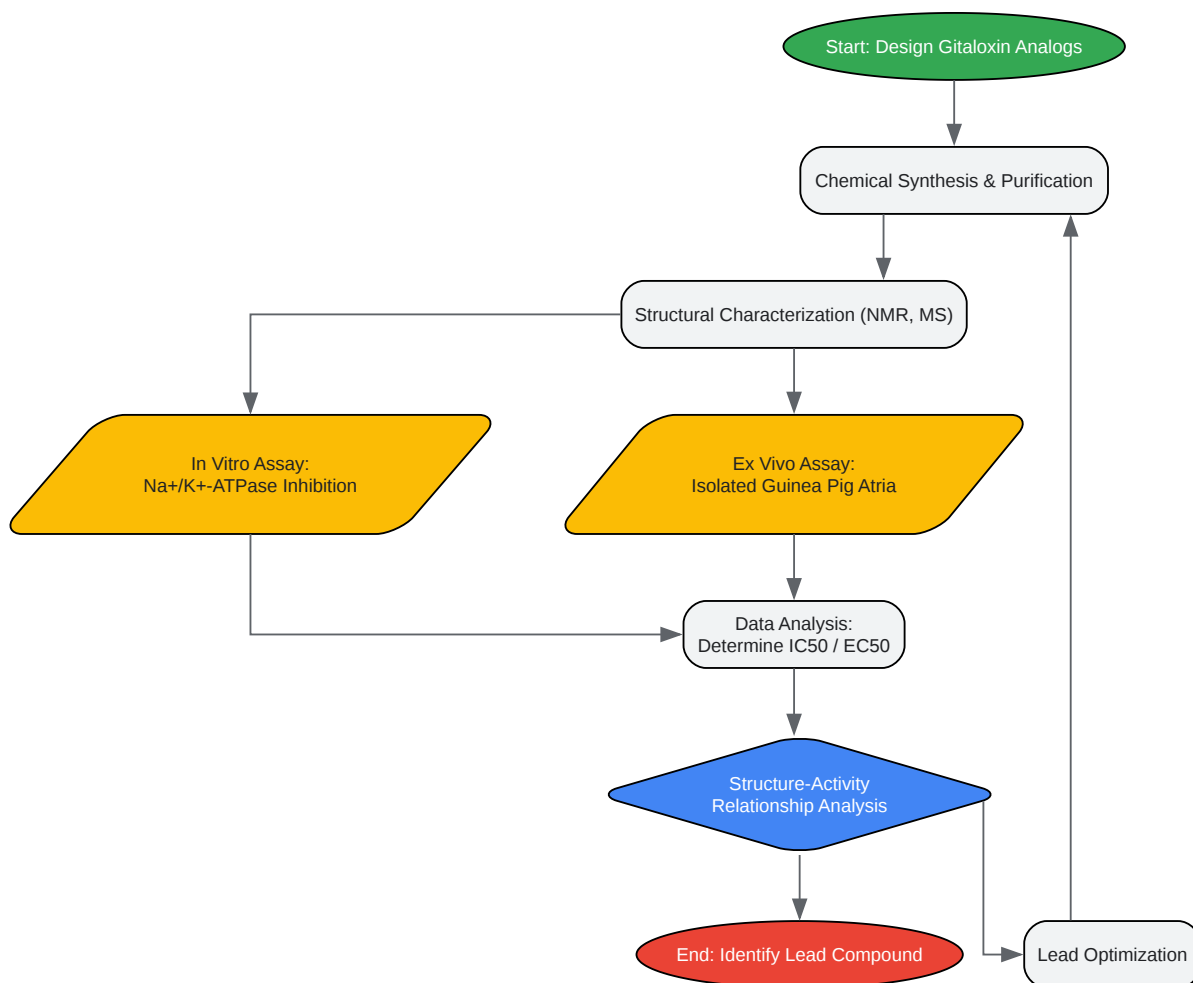 Start: Design Gitaloxin Analogs
Chemical Synthesis & Purification
Structural Characterization (NMR, MS)
In Vitro Assay:
Na+/K+-ATPase Inhibition
Ex Vivo Assay:
Isolated Guinea Pig Atria
Data Analysis:
Determine IC50 / EC50
Structure-Activity
Relationship Analysis
End: Identify Lead Compound
Lead Optimization